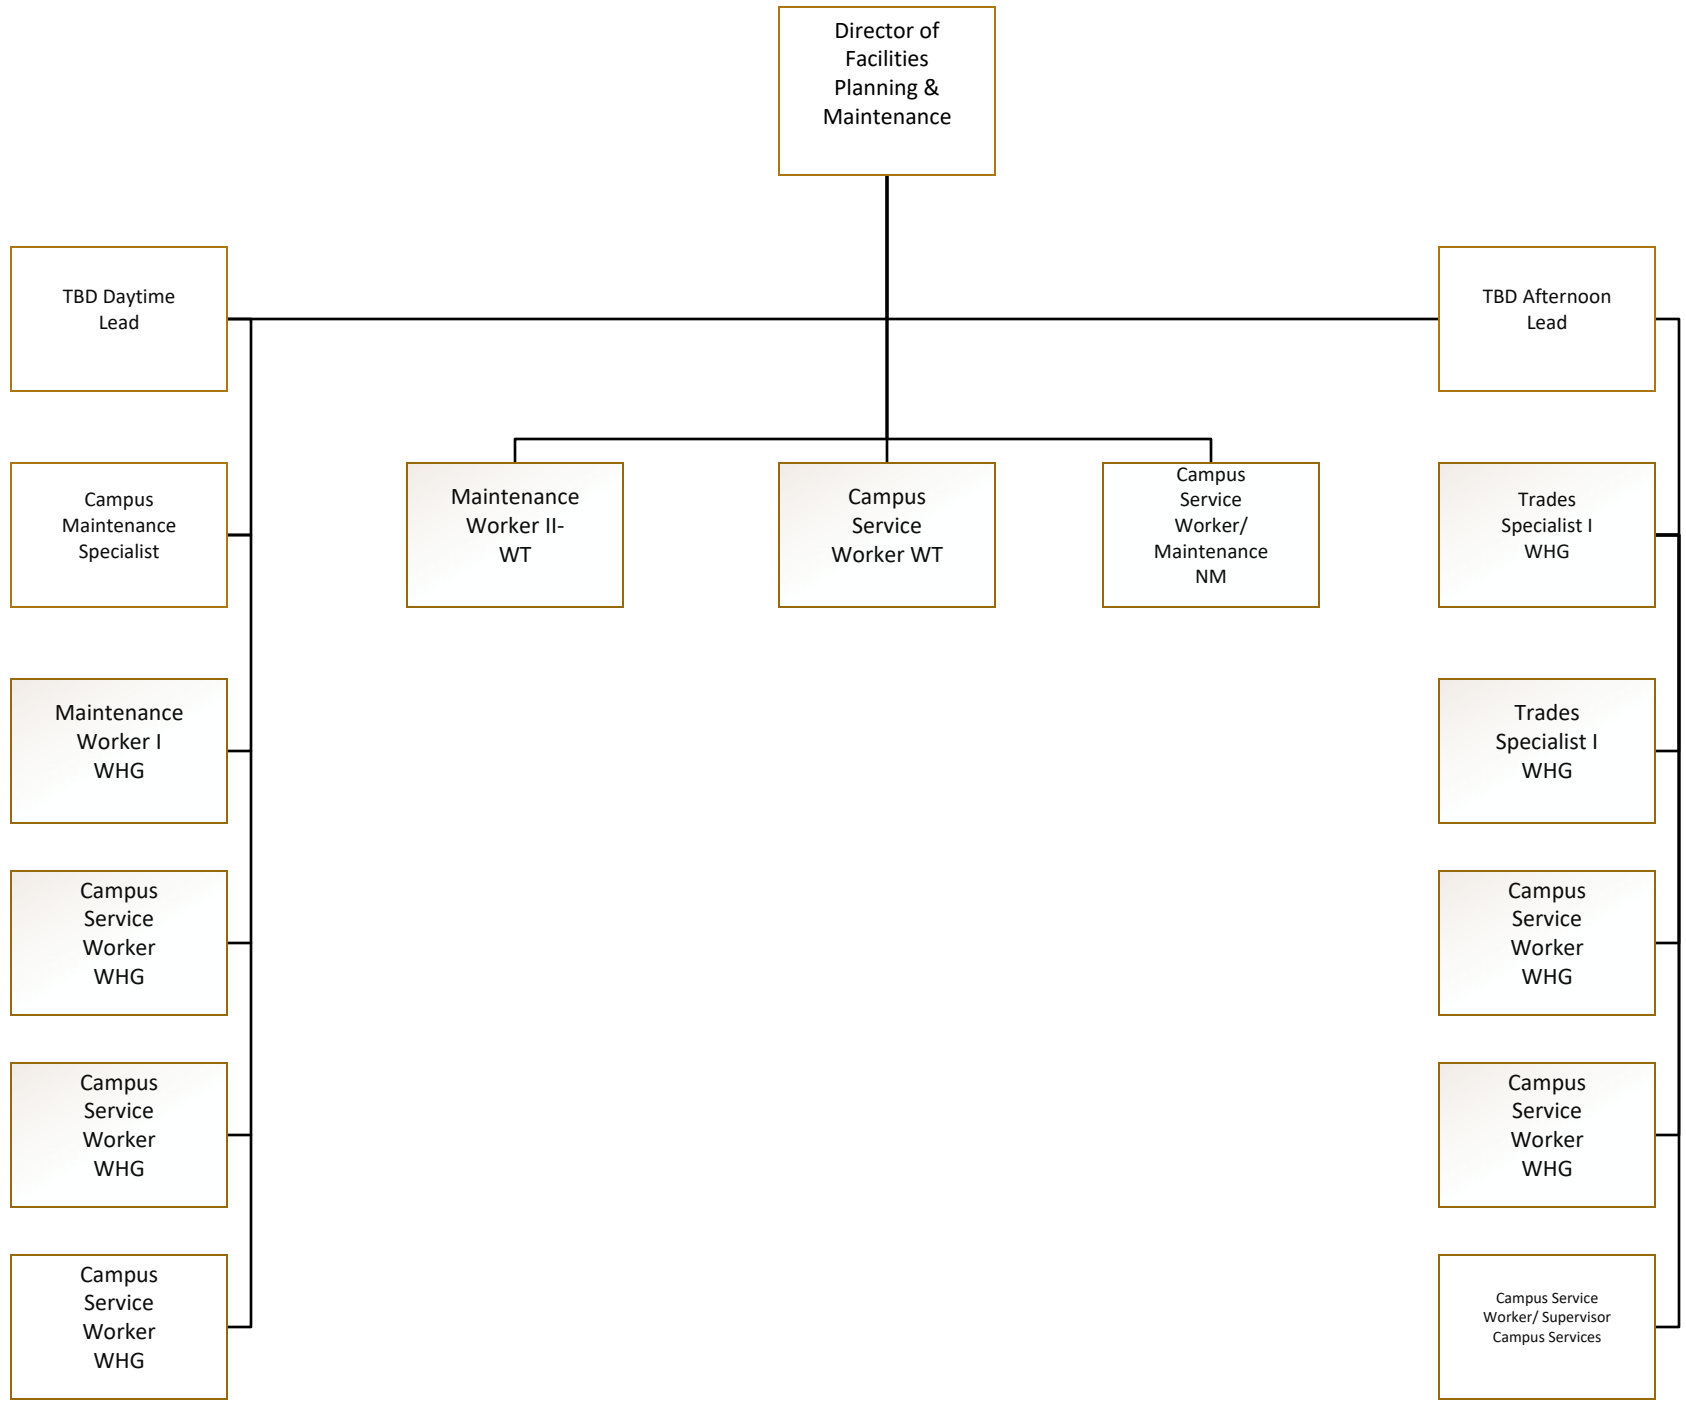 Director of
Facilities
Planning &
Maintenance
TBD Daytime
Lead
TBD Afternoon
Lead
Campus
Maintenance
Specialist
Maintenance
Worker II-
WT
Campus
Service
Worker WT
Campus
Service
Worker/
Maintenance
NM
Trades
Specialist I
WHG
Maintenance
Worker I
WHG
Trades
Specialist I
WHG
Campus
Service
Worker
WHG
Campus
Service
Worker
WHG
Campus
Service
Worker
WHG
Campus
Service
Worker
WHG
Campus
Service
Worker
WHG
Campus Service
Worker/ Supervisor
Campus Services